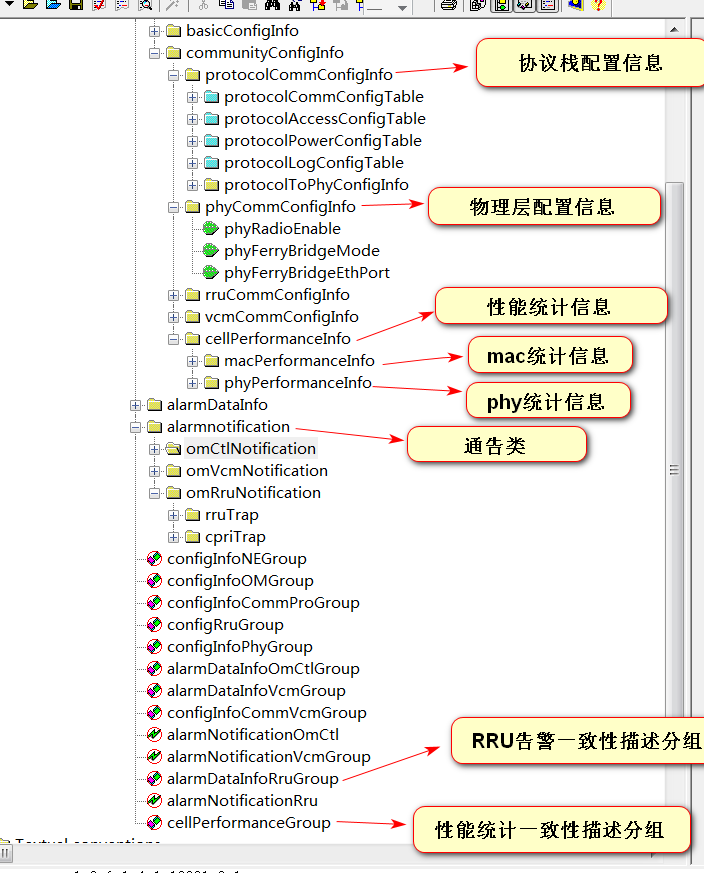 basicConfigInfo
communityConfigInfo
protocolCommConfigInfo
协议栈配置信息
protocolCommConfigTable
protocolAccessConfigTable
protocolPowerConfigTable
protocolLogConfigTable
protocolToPhyConfigInfo
phyCommConfigInfo
物理层配置信息
phyRadioEnable
phyFerryBridgeMode
phyFerryBridgeEthPort
rruCommConfigInfo
性能统计信息
vcmCommConfigInfo
cellPerformanceInfo
macPerformanceInfo
mac统计信息
phyPerformanceInfo
phy统计信息
alarmDataInfo
alarmnotification
通告类
omCtlNotification
omVcmNotification
omRruNotification
rruTrap
cpriTrap
configInfoNEGroup
configInfoOMGroup
configInfoCommProGroup
configRruGroup
configInfoPhyGroup
alarmDataInfoOmCtlGroup
alarmDataInfoVcmGroup
configInfoCommVcmGroup
alarmNotificationOmCtl
RRU告警一致性描述分组
alarmNotificationVcmGroup
alarmDataInfoRruGroup
alarmNotificationRru
cellPerformanceGroup
性能统计一致性描述分组
Textual conventions